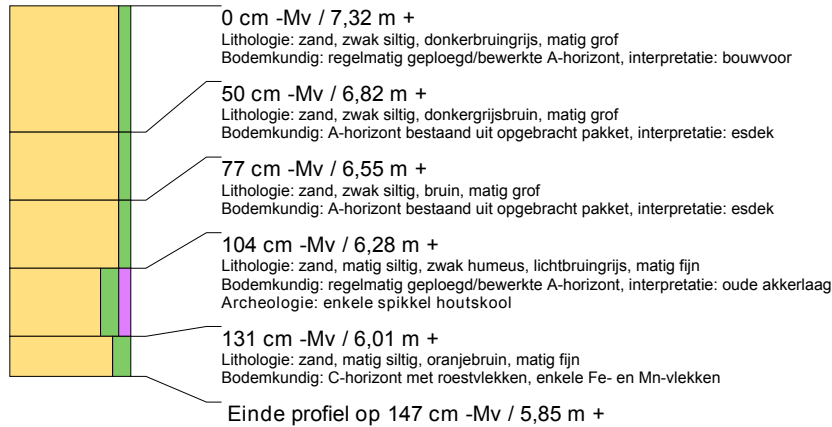 0 cm -Mv / 7,32 m +
Lithologie: zand, zwak siltig, donkerbruingrijs, matig grof
Bodemkundig: regelmatig geploegd/bewerkte A-horizont, interpretatie: bouwvoor
50 cm -Mv / 6,82 m +
Lithologie: zand, zwak siltig, donkergrijsbruin, matig grof
Bodemkundig: A-horizont bestaand uit opgebracht pakket, interpretatie: esdek
77 cm -Mv / 6,55 m +
Lithologie: zand, zwak siltig, bruin, matig grof
Bodemkundig: A-horizont bestaand uit opgebracht pakket, interpretatie: esdek
104 cm -Mv / 6,28 m +
Lithologie: zand, matig siltig, zwak humeus, lichtbruingrijs, matig fijn
Bodemkundig: regelmatig geploegd/bewerkte A-horizont, interpretatie: oude akkerlaag
Archeologie: enkele spikkel houtskool
131 cm -Mv / 6,01 m +
Lithologie: zand, matig siltig, oranjebruin, matig fijn
Bodemkundig: C-horizont met roestvlekken, enkele Fe- en Mn-vlekken
Einde profiel op 147 cm -Mv / 5,85 m +